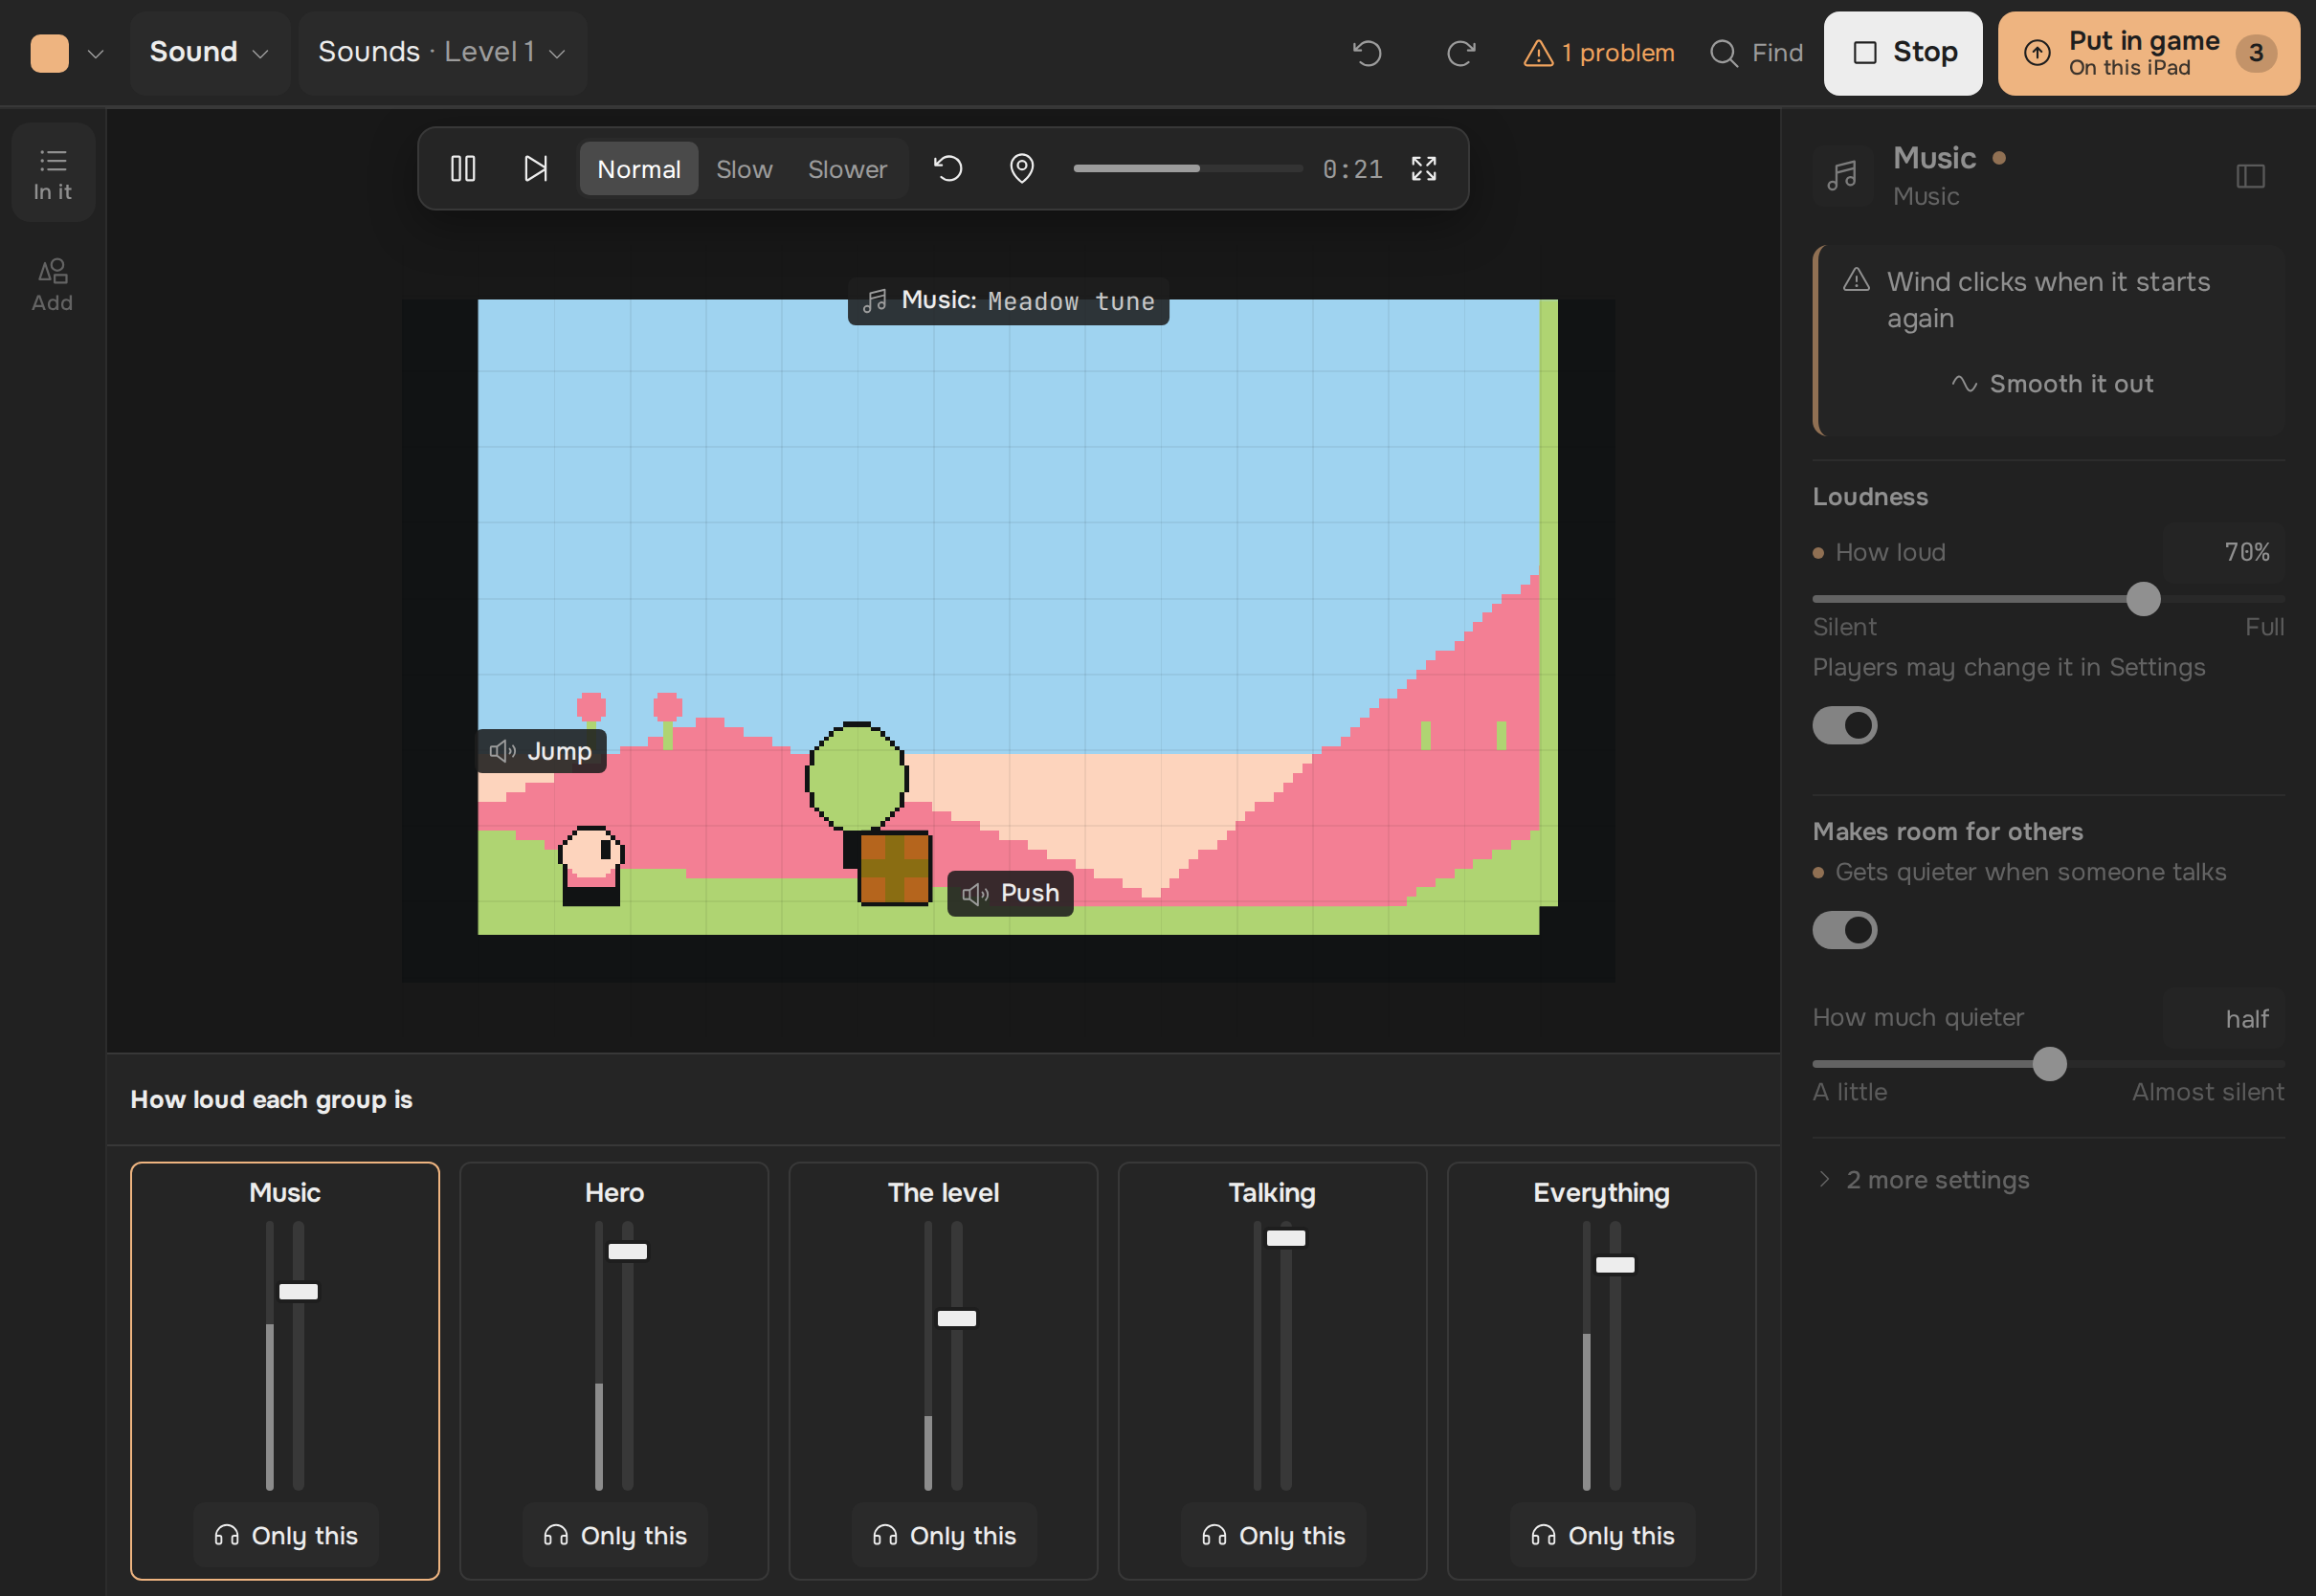 Sound
Sounds · Level 1
1 problem
Find
Stop
Put in game
On this iPad
3
In it
Add
Normal
Slow
Slower
0:21
Music: Meadow tune
Jump
Push
Music
Music
Wind clicks when it starts
again
Smooth it out
Loudness
How loud
70%
Silent
Full
Players may change it in Settings
Makes room for others
Gets quieter when someone talks
How much quieter
half
A little
Almost silent
2 more settings
How loud each group is
Music
Hero
The level
Talking
Everything
Only this
Only this
Only this
Only this
Only this